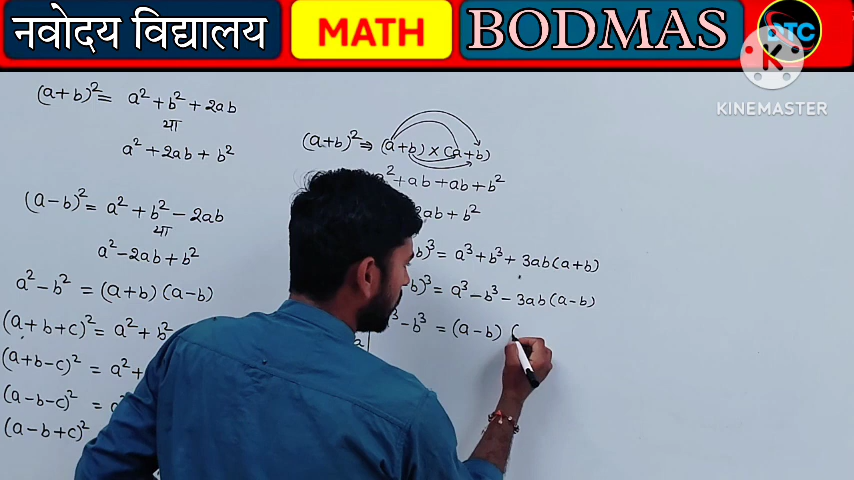 नवोदय विद्यालय MATH BODMAS DTC
KINEMASTER
(a+b)² = a² + b² + 2ab
या
a² + 2ab + b²
(a-b)² = a² + b² - 2ab
या
a² - 2ab + b²
a² - b² = (a+b) (a-b)
(a+b+c)² = a² + b²
(a+b-c)² = a² +
(a-b-c)² =
(a-b+c)²
(a+b)² ⇒ (a+b) × (a+b)
² + ab + ab + b²
2ab + b²
b)³ = a³ + b³ + 3ab(a+b)
b)³ = a³ - b³ - 3ab(a-b)
³ - b³ = (a-b) (